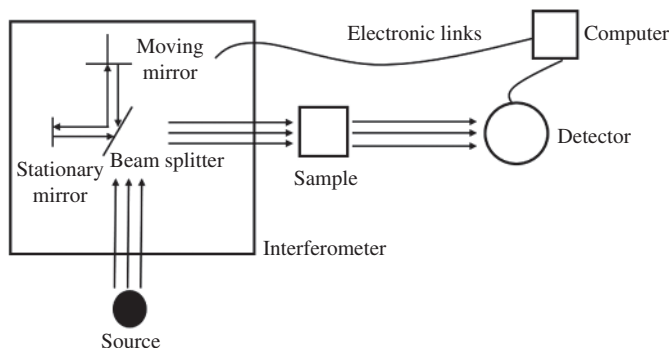 Moving
mirror
Electronic links
Computer
Stationary
mirror
Beam splitter
Sample
Detector
Interferometer
Source